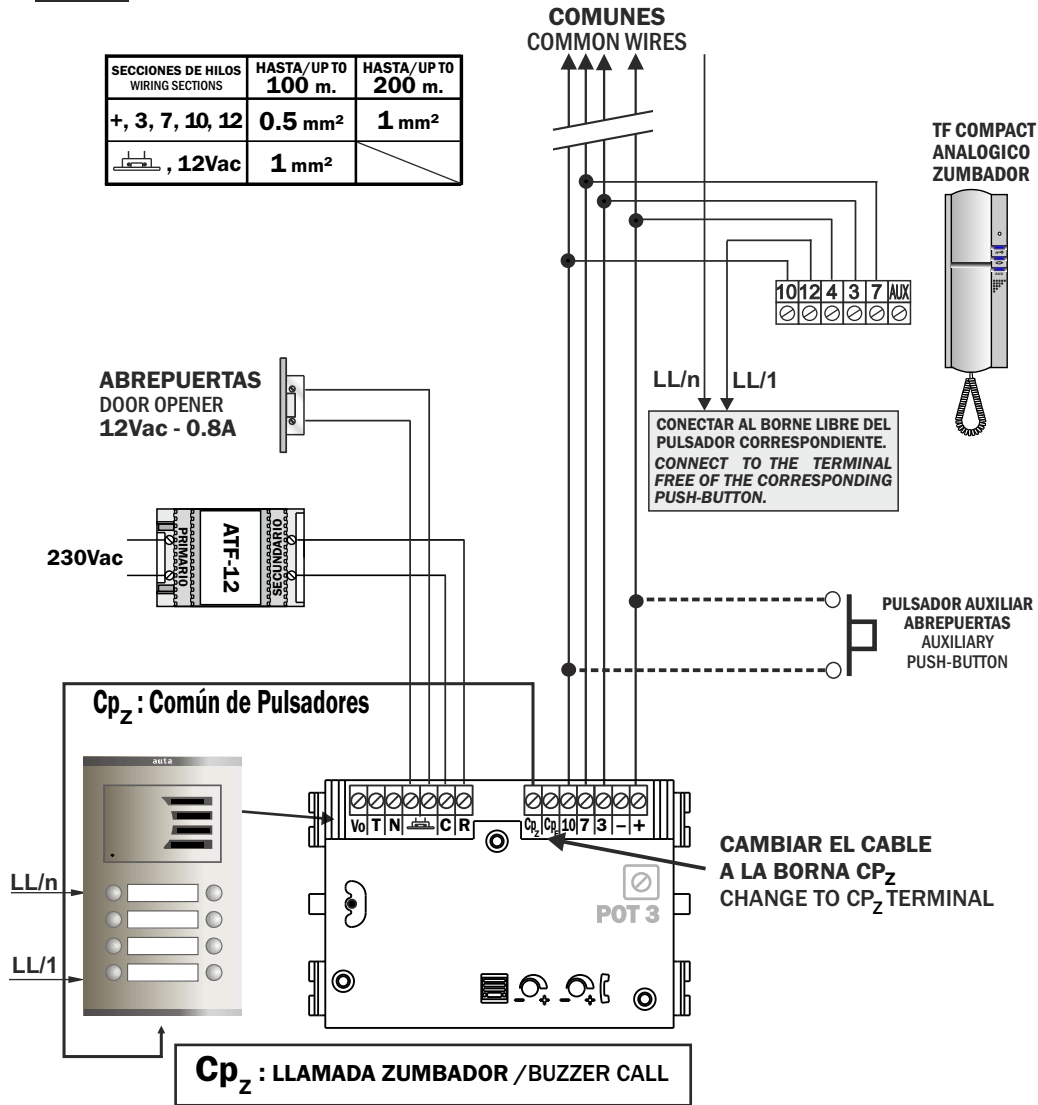 COMUNES
COMMON WIRES
SECCIONES DE HILOS
WIRING SECTIONS
HASTA/UP TO
100 m.
HASTA/UP TO
200 m.
+, 3, 7, 10, 12
0.5 mm²
1 mm²
, 12Vac
1 mm²
TF COMPACT
ANALOGICO
ZUMBADOR
10 12 4 3 7 AUX
LL/n
LL/1
CONECTAR AL BORNE LIBRE DEL
PULSADOR CORRESPONDIENTE.
CONNECT TO THE TERMINAL
FREE OF THE CORRESPONDING
PUSH-BUTTON.
ABREPUERTAS
DOOR OPENER
12Vac - 0.8A
230Vac
PRIMARIO
ATF-12
SECUNDARIO
PULSADOR AUXILIAR
ABREPUERTAS
AUXILIARY
PUSH-BUTTON
CpZ : Común de Pulsadores
auta
Vo T N C R
CpZ CpE 10 7 3 − +
CAMBIAR EL CABLE
A LA BORNA CPZ
CHANGE TO CPZ TERMINAL
POT 3
LL/n
LL/1
− +
− +
CpZ : LLAMADA ZUMBADOR /BUZZER CALL